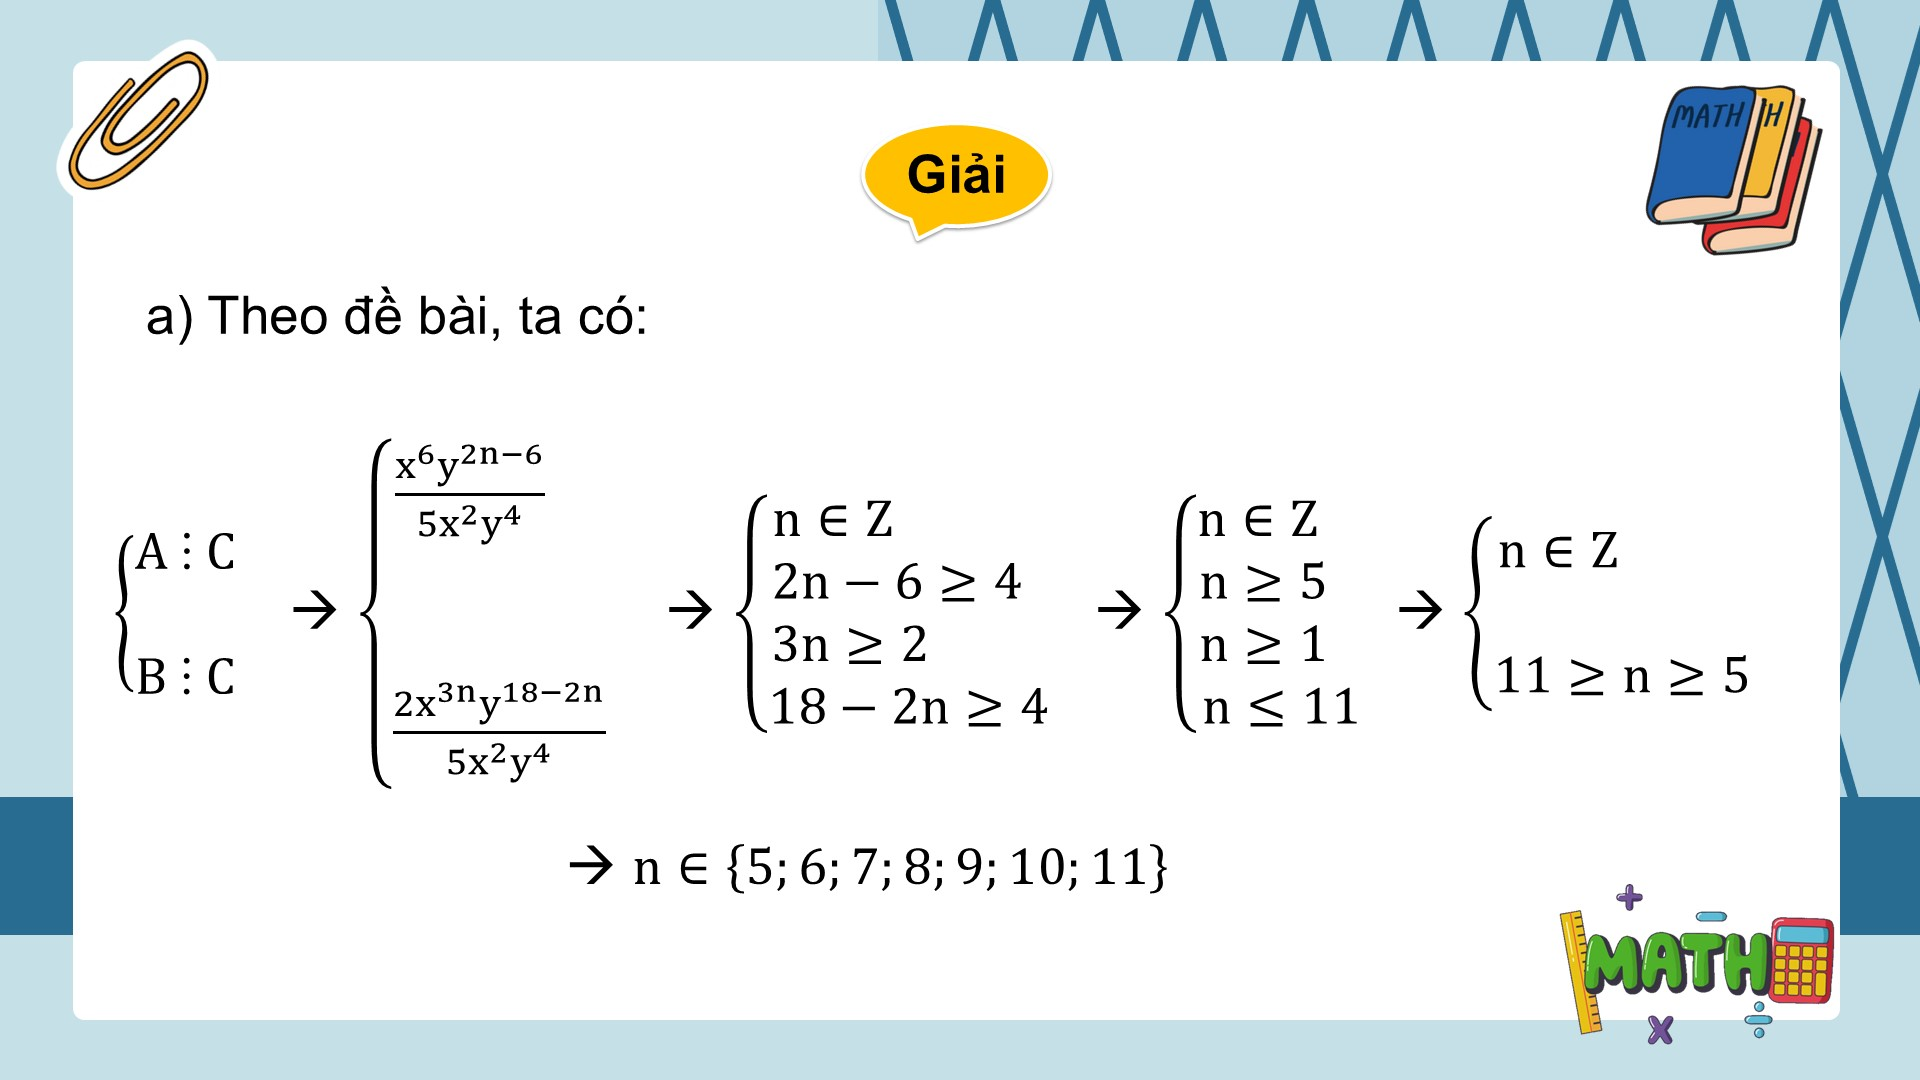 MATH H
Giải
a) Theo đề bài, ta có:
{A ⋮ C
B ⋮ C
→ {x⁶y²ⁿ⁻⁶ / 5x²y⁴
2x³ⁿy¹⁸⁻²ⁿ / 5x²y⁴
→ {n ∈ Z
2n − 6 ≥ 4
3n ≥ 2
18 − 2n ≥ 4
→ {n ∈ Z
n ≥ 5
n ≥ 1
n ≤ 11
→ {n ∈ Z
11 ≥ n ≥ 5
→ n ∈ {5; 6; 7; 8; 9; 10; 11}
MATH